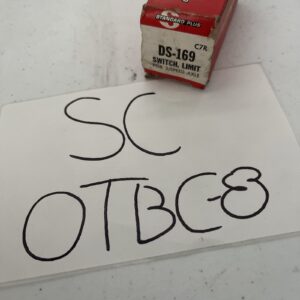 STANDARD PLUS
C7R
DS-169
SWITCH, LIMIT
SC
OTBC-8